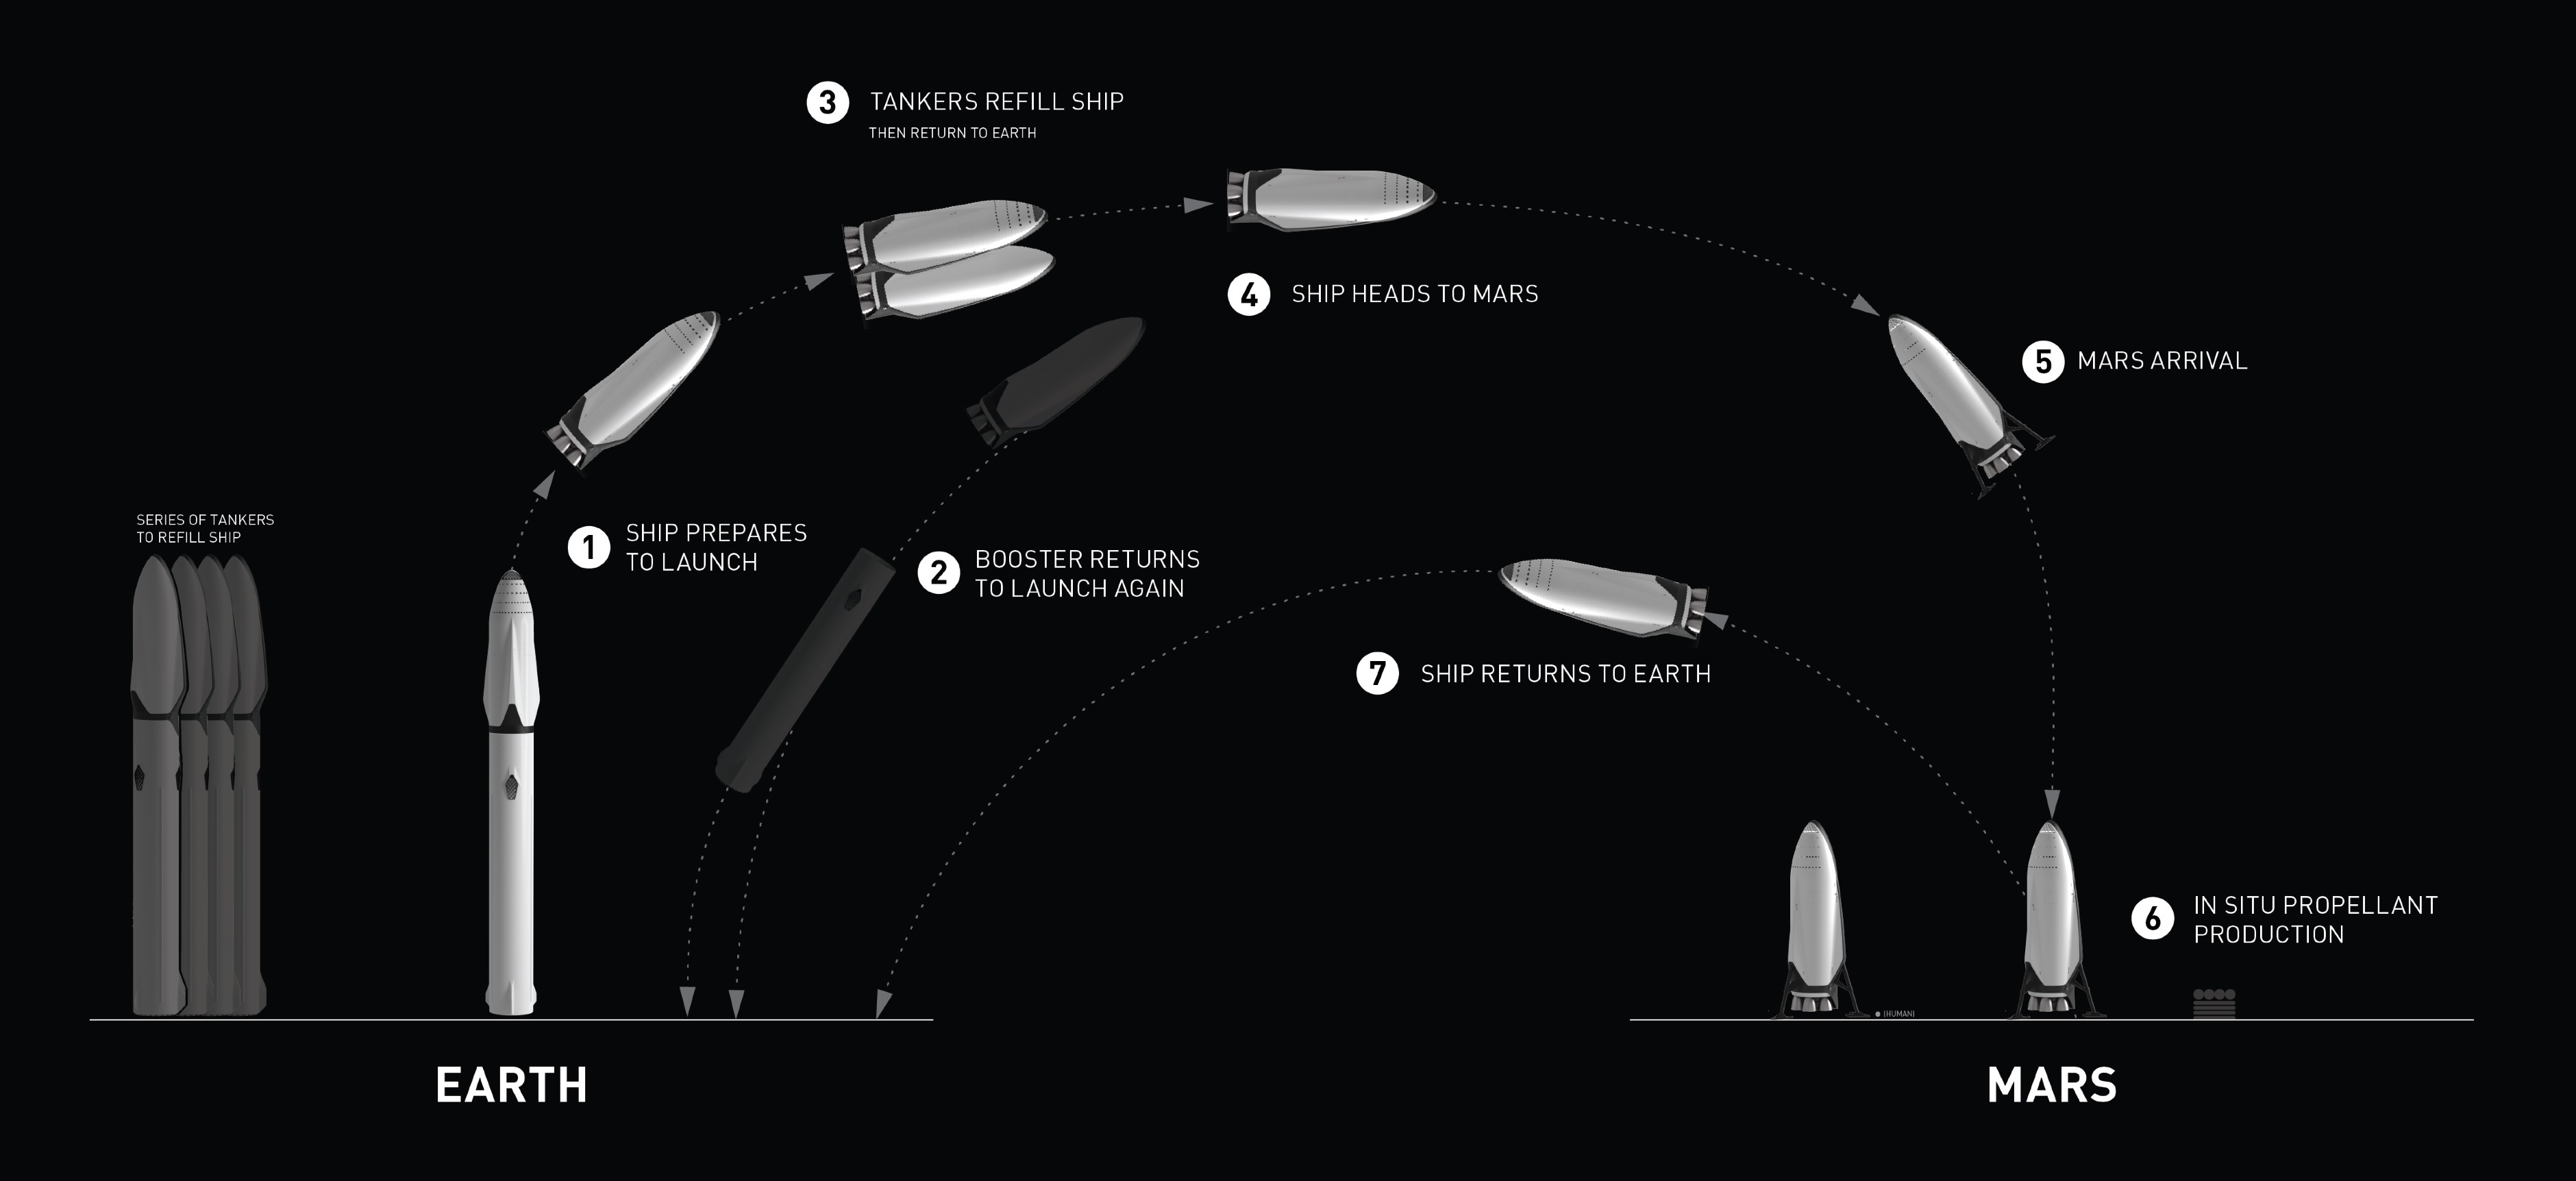 3 TANKERS REFILL SHIP
THEN RETURN TO EARTH
4 SHIP HEADS TO MARS
5 MARS ARRIVAL
SERIES OF TANKERS
TO REFILL SHIP
1 SHIP PREPARES
TO LAUNCH
2 BOOSTER RETURNS
TO LAUNCH AGAIN
7 SHIP RETURNS TO EARTH
6 IN SITU PROPELLANT
PRODUCTION
(HUMAN)
EARTH
MARS